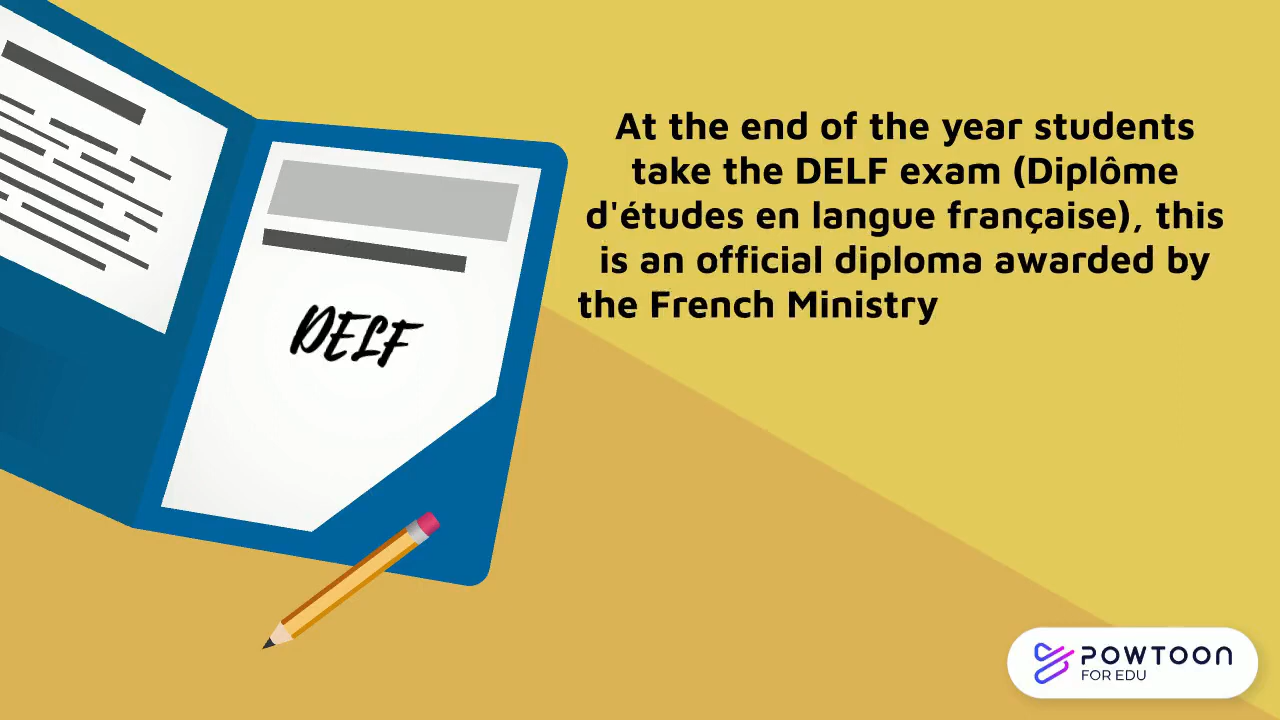 At the end of the year students
take the DELF exam (Diplôme
d'études en langue française), this
is an official diploma awarded by
the French Ministry
DELF
POWTOON
FOR EDU